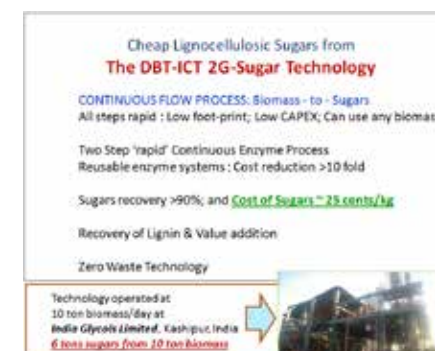 Cheap Lignocellulosic Sugars from
The DBT-ICT 2G-Sugar Technology
CONTINUOUS FLOW PROCESS: Biomass - to - Sugars
All steps rapid : Low foot-print; Low CAPEX; Can use any biomas
Two Step 'rapid' Continuous Enzyme Process
Reusable enzyme systems : Cost reduction >10 fold
Sugars recovery >90%; and Cost of Sugars ~ 25 cents/kg
Recovery of Lignin & Value addition
Zero Waste Technology
Technology operated at
10 ton biomass/day at
India Glycols Limited, Kashipur, India
6 tons sugars from 10 ton biomass